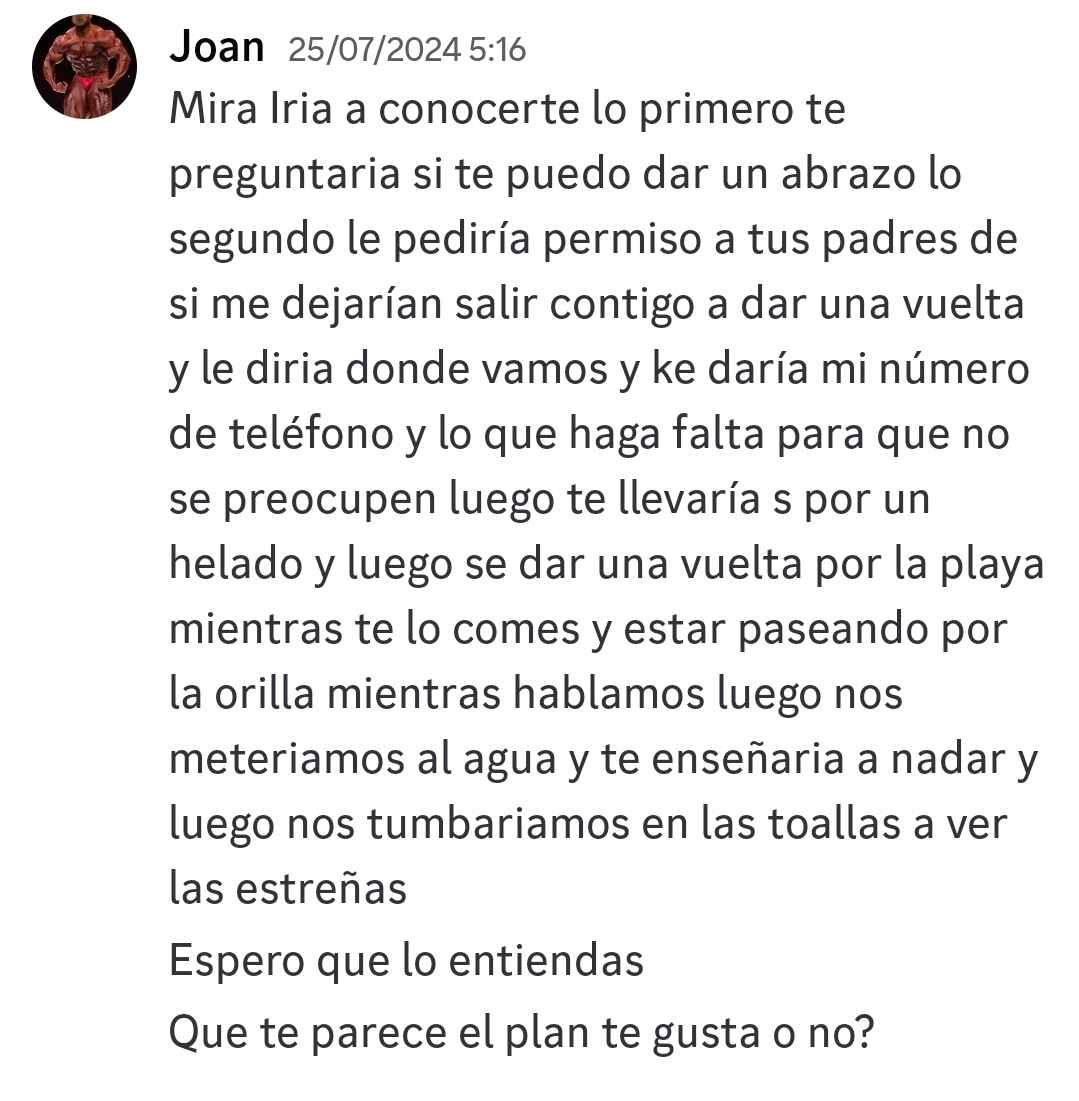 Joan 25/07/2024 5:16
Mira Iria a conocerte lo primero te
preguntaria si te puedo dar un abrazo lo
segundo le pediría permiso a tus padres de
si me dejarían salir contigo a dar una vuelta
y le diria donde vamos y ke daría mi número
de teléfono y lo que haga falta para que no
se preocupen luego te llevaría s por un
helado y luego se dar una vuelta por la playa
mientras te lo comes y estar paseando por
la orilla mientras hablamos luego nos
meteriamos al agua y te enseñaria a nadar y
luego nos tumbariamos en las toallas a ver
las estreñas
Espero que lo entiendas
Que te parece el plan te gusta o no?